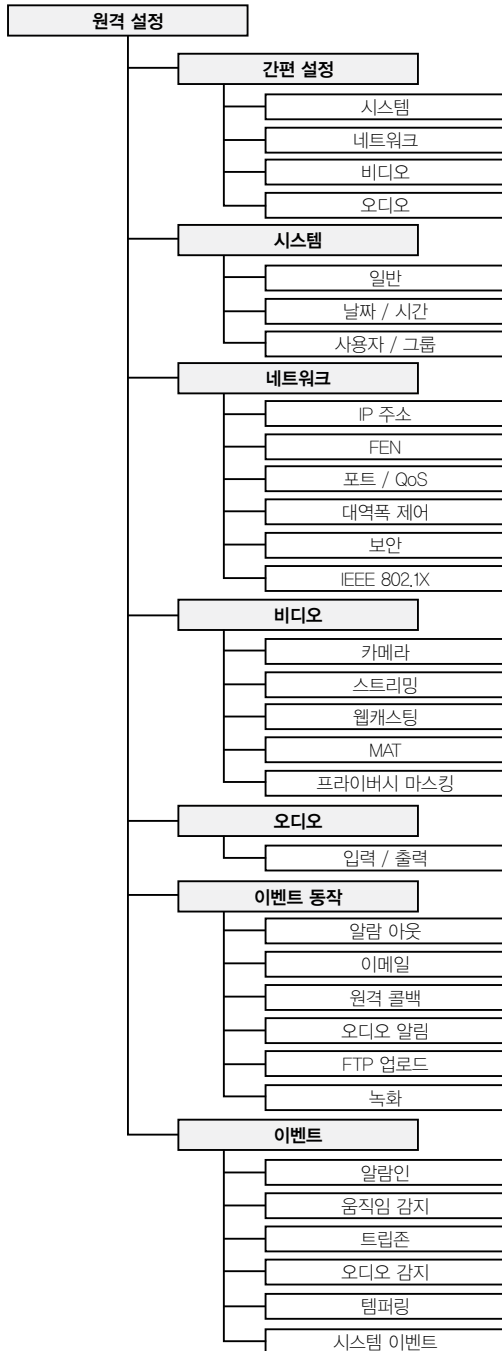 원격 설정
간편 설정
시스템
네트워크
비디오
오디오
시스템
일반
날짜 / 시간
사용자 / 그룹
네트워크
IP 주소
FEN
포트 / QoS
대역폭 제어
보안
IEEE 802.1X
비디오
카메라
스트리밍
웹캐스팅
MAT
프라이버시 마스킹
오디오
입력 / 출력
이벤트 동작
알람 아웃
이메일
원격 콜백
오디오 알림
FTP 업로드
녹화
이벤트
알람인
움직임 감지
트립존
오디오 감지
템퍼링
시스템 이벤트